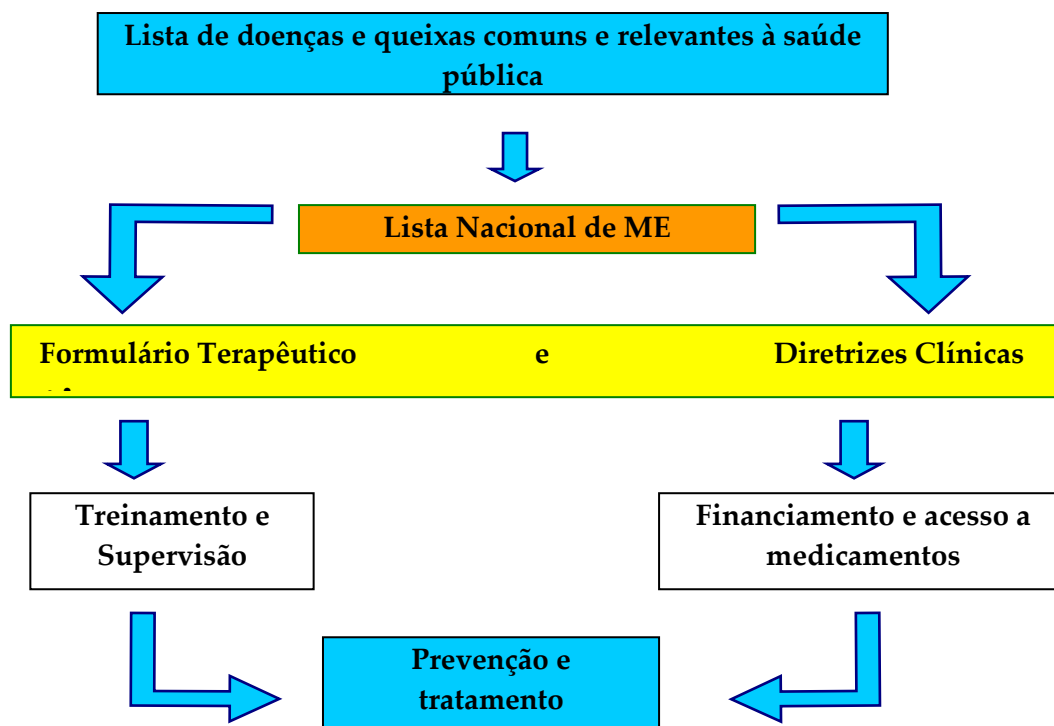 Lista de doenças e queixas comuns e relevantes à saúde
pública
Lista Nacional de ME
Formulário Terapêutico e Diretrizes Clínicas
Treinamento e
Supervisão
Financiamento e acesso a
medicamentos
Prevenção e
tratamento